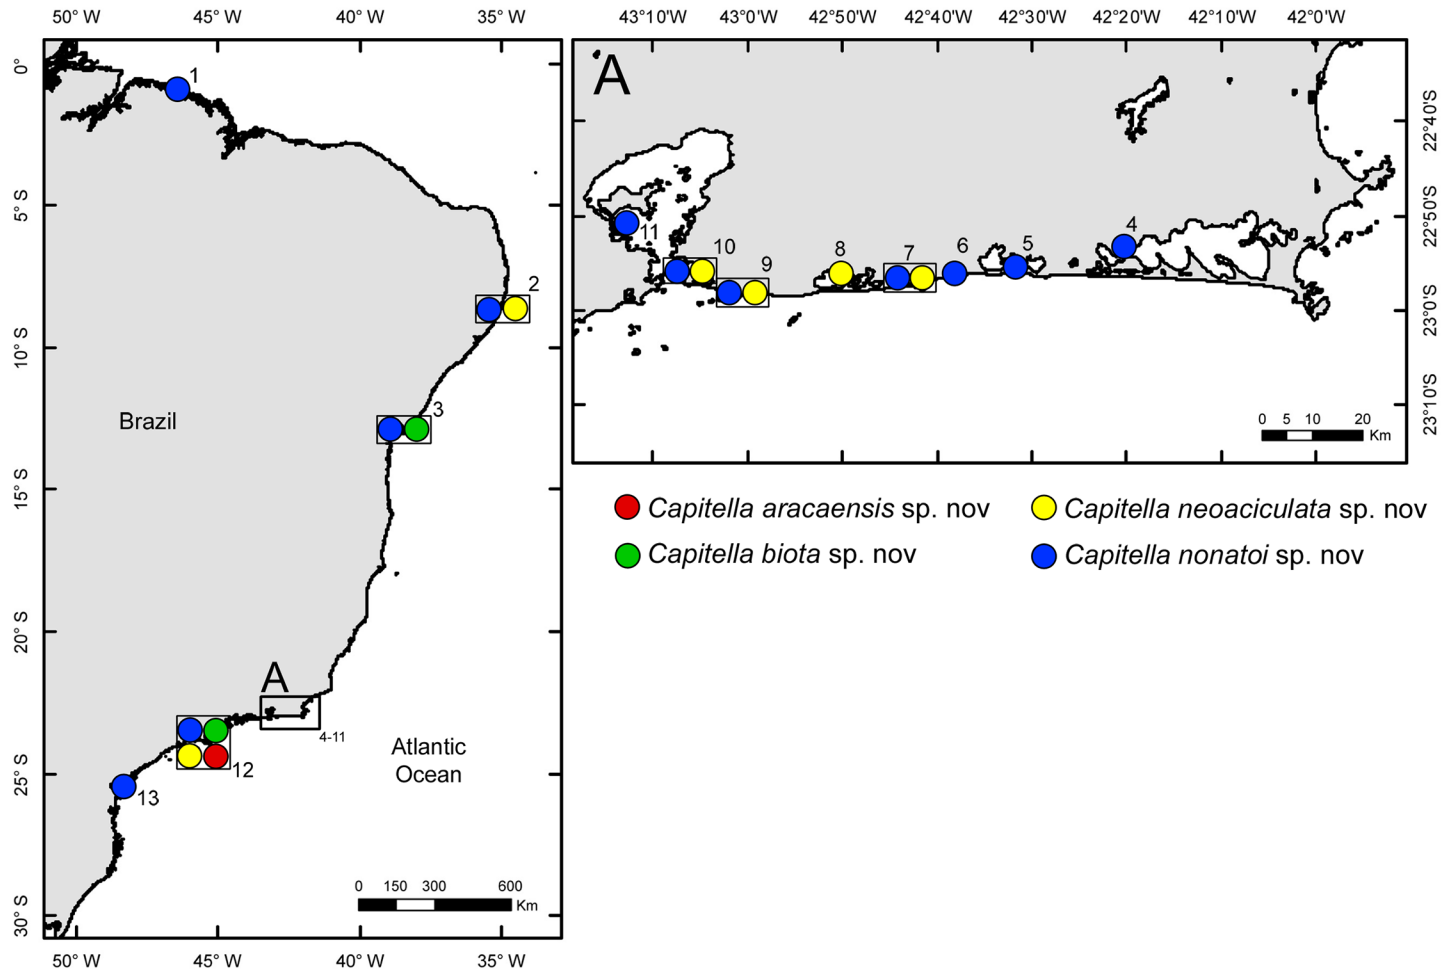 50° W 45° W 40° W 35° W
43°10'W 43°0'W 42°50'W 42°40'W 42°30'W 42°20'W 42°10'W 42°0'W
0°
5° S
10° S
15° S
20° S
25° S
30° S
1
2
3
Brazil
A
4-11
Atlantic
Ocean
12
13
0 150 300 600
Km
50° W 45° W 40° W 35° W
A
11
10
9
8
7
6
5
4
22°40'S
22°50'S
23°0'S
23°10'S
0 5 10 20
Km
Capitella aracaensis sp. nov
Capitella neoaciculata sp. nov
Capitella biota sp. nov
Capitella nonatoi sp. nov